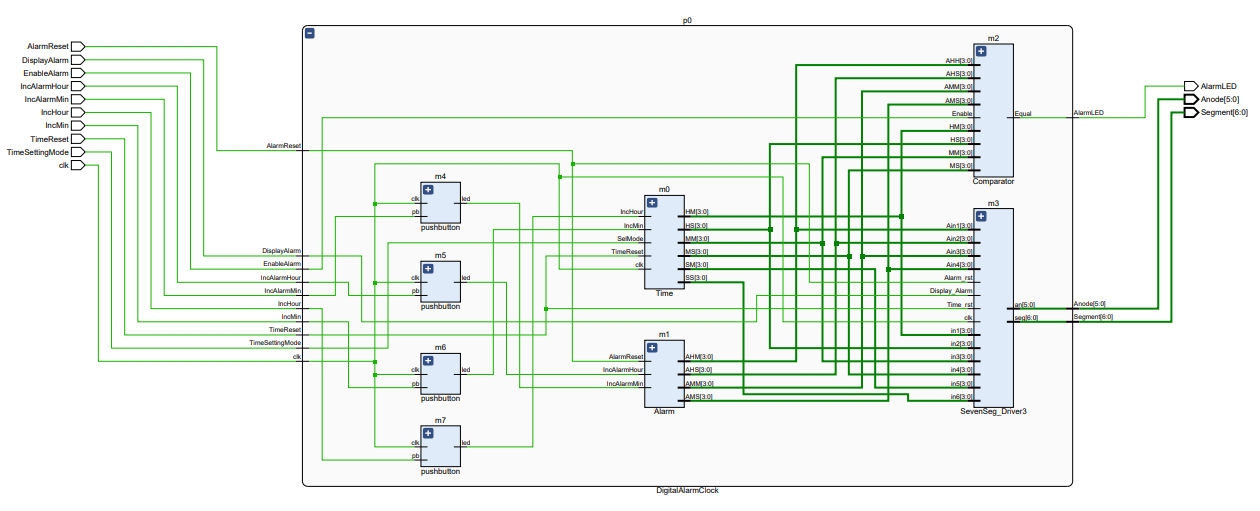 p0
AlarmReset
DisplayAlarm
EnableAlarm
IncAlarmHour
IncAlarmMin
IncHour
IncMin
TimeReset
TimeSettingMode
clk
AlarmReset
DisplayAlarm
EnableAlarm
IncAlarmHour
IncAlarmMin
IncHour
IncMin
TimeReset
TimeSettingMode
clk
m4
clk
pb
led
pushbutton
m5
clk
pb
led
pushbutton
m6
clk
pb
led
pushbutton
m7
clk
pb
led
pushbutton
m0
IncHour
IncMin
SelMode
TimeReset
clk
HM[3:0]
HS[3:0]
MM[3:0]
MS[3:0]
SM[3:0]
SS[3:0]
Time
m1
AlarmReset
IncAlarmHour
IncAlarmMin
AHM[3:0]
AHS[3:0]
AMM[3:0]
AMS[3:0]
Alarm
m2
AHH[3:0]
AHS[3:0]
AMM[3:0]
AMS[3:0]
Enable
HM[3:0]
HS[3:0]
MM[3:0]
MS[3:0]
Equal
Comparator
m3
Ain1[3:0]
Ain2[3:0]
Ain3[3:0]
Ain4[3:0]
Alarm_rst
Display_Alarm
Time_rst
clk
in1[3:0]
in2[3:0]
in3[3:0]
in4[3:0]
in5[3:0]
in6[3:0]
an[5:0]
seg[6:0]
SevenSeg_Driver3
AlarmLED
Anode[5:0]
Segment[6:0]
AlarmLED
Anode[5:0]
Segment[6:0]
DigitalAlarmClock